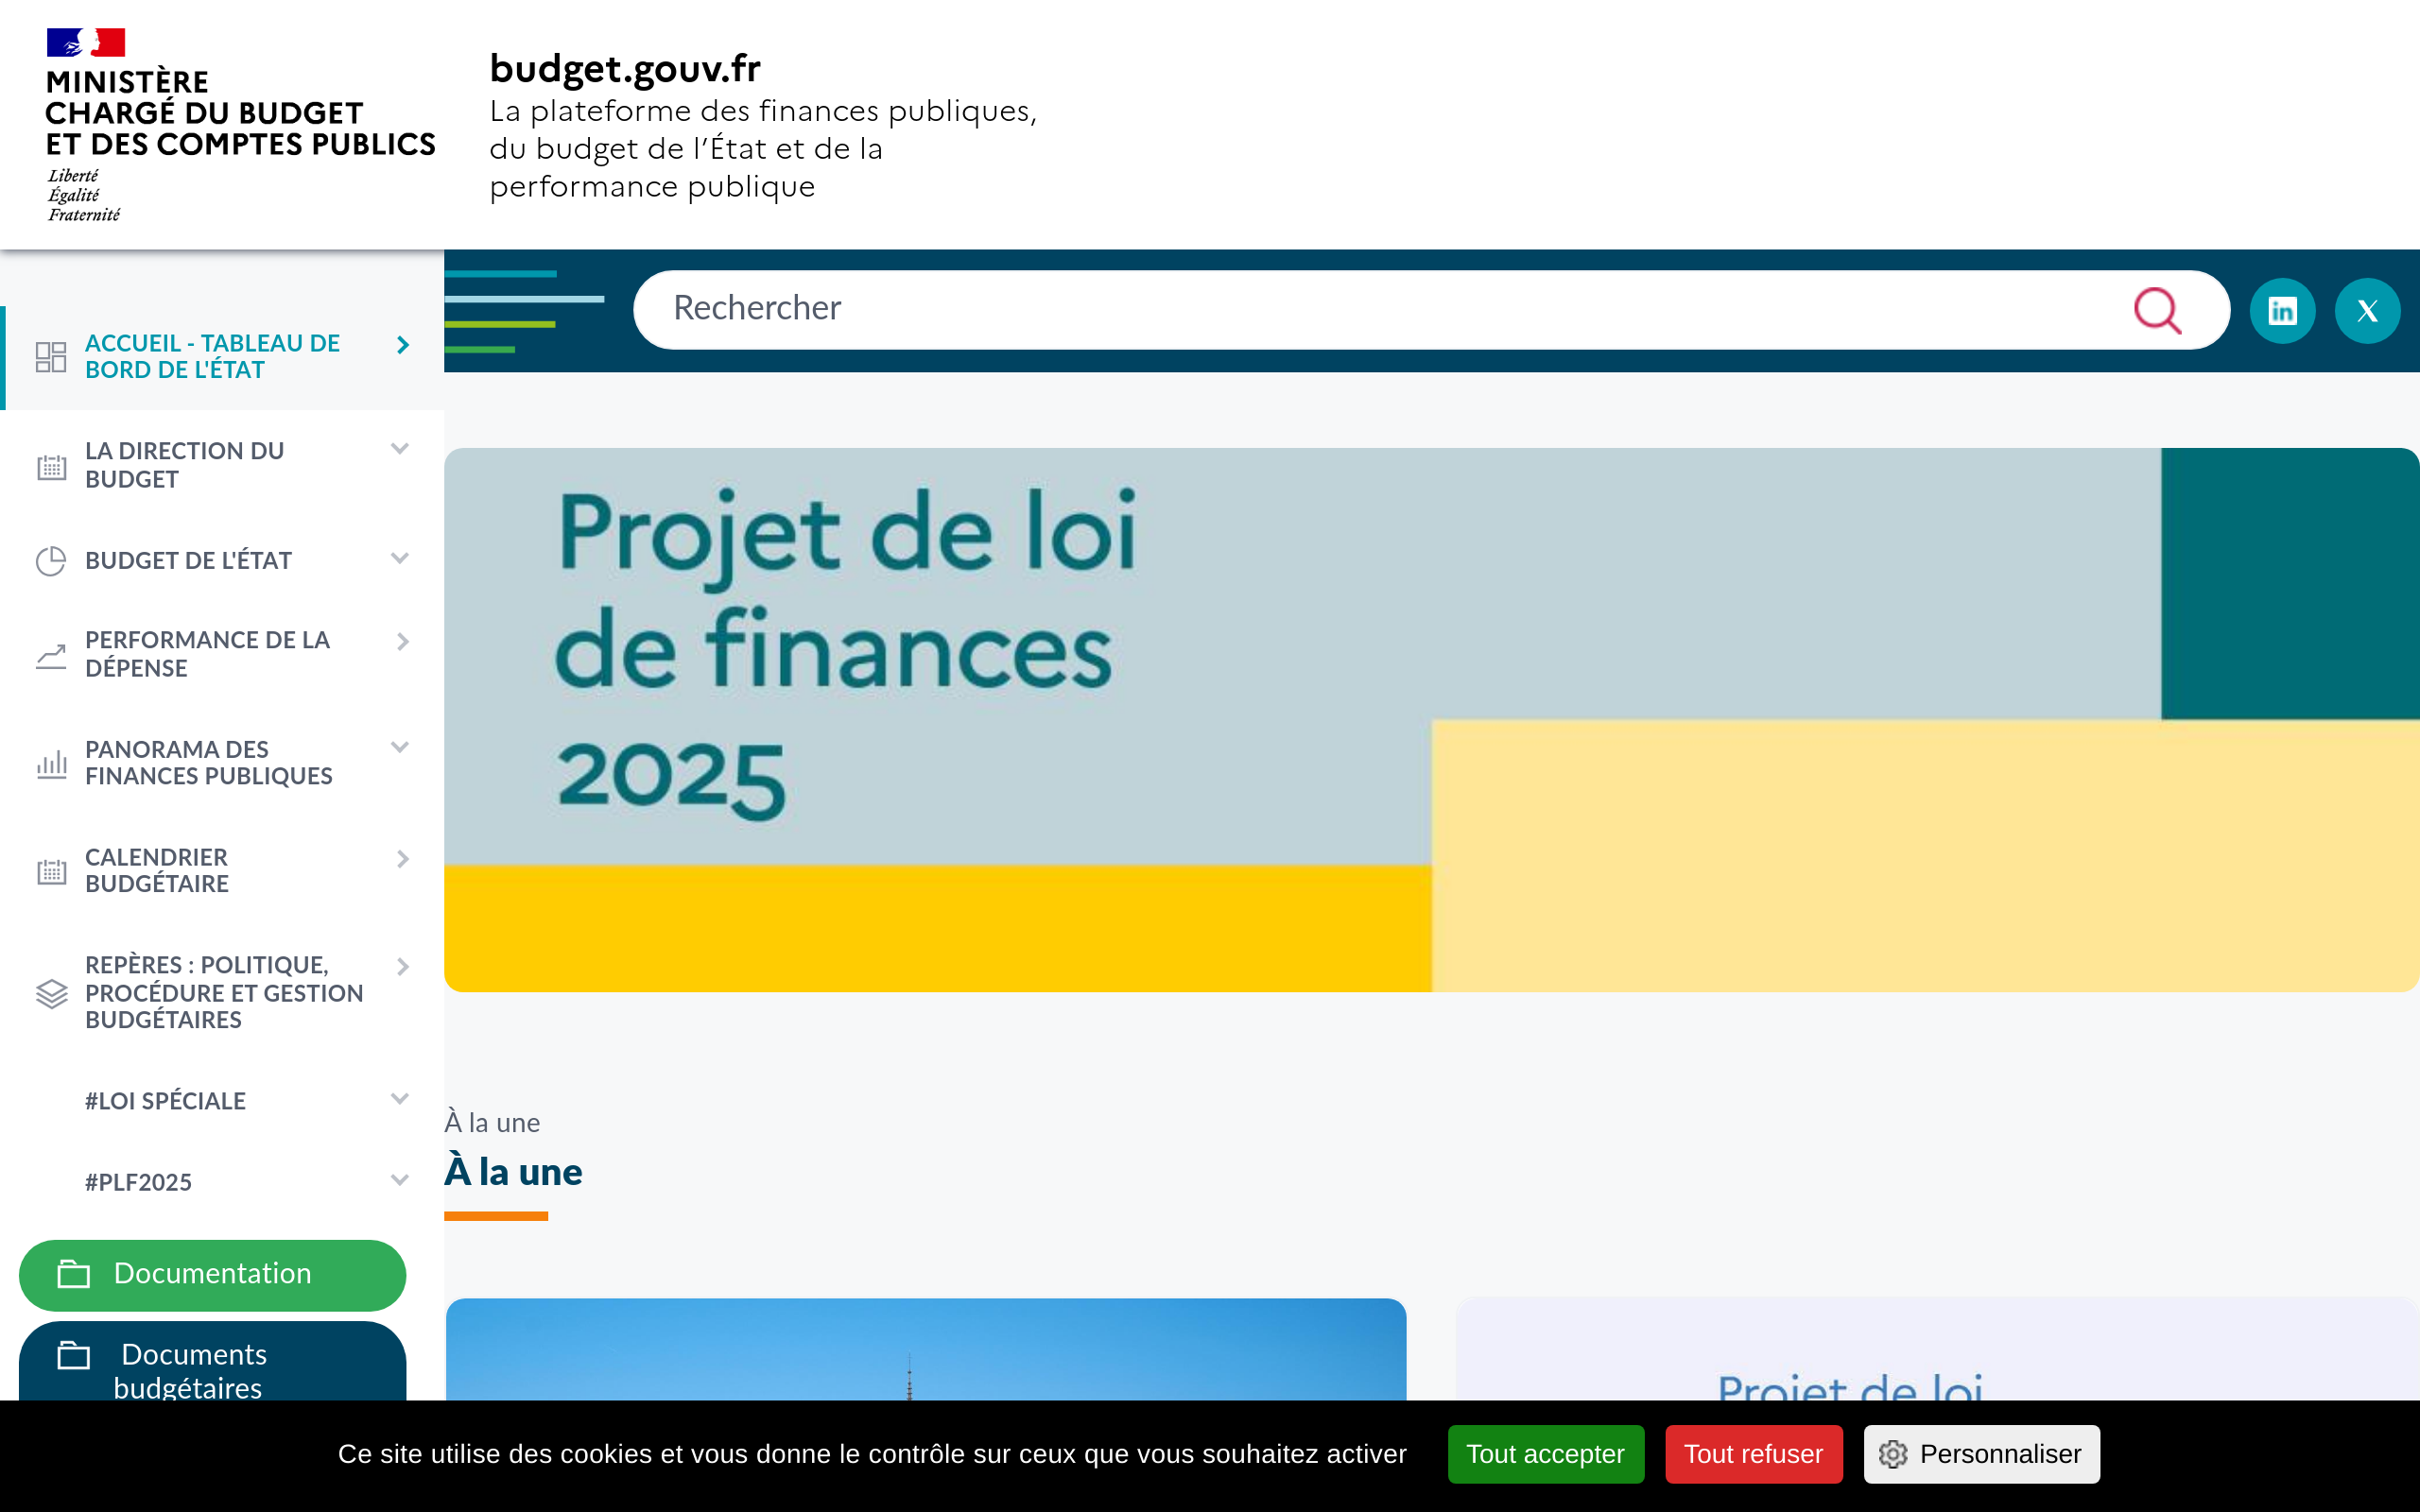 MINISTÈRE
CHARGÉ DU BUDGET
ET DES COMPTES PUBLICS
Liberté
Égalité
Fraternité
budget.gouv.fr
La plateforme des finances publiques,
du budget de l’État et de la
performance publique
Rechercher
in
X
ACCUEIL - TABLEAU DE
BORD DE L'ÉTAT
LA DIRECTION DU
BUDGET
BUDGET DE L'ÉTAT
PERFORMANCE DE LA
DÉPENSE
PANORAMA DES
FINANCES PUBLIQUES
CALENDRIER
BUDGÉTAIRE
REPÈRES : POLITIQUE,
PROCÉDURE ET GESTION
BUDGÉTAIRES
#LOI SPÉCIALE
#PLF2025
Documentation
Documents
budgétaires
Projet de loi
de finances
2025
À la une
À la une
Projet de loi
Ce site utilise des cookies et vous donne le contrôle sur ceux que vous souhaitez activer
Tout accepter
Tout refuser
Personnaliser